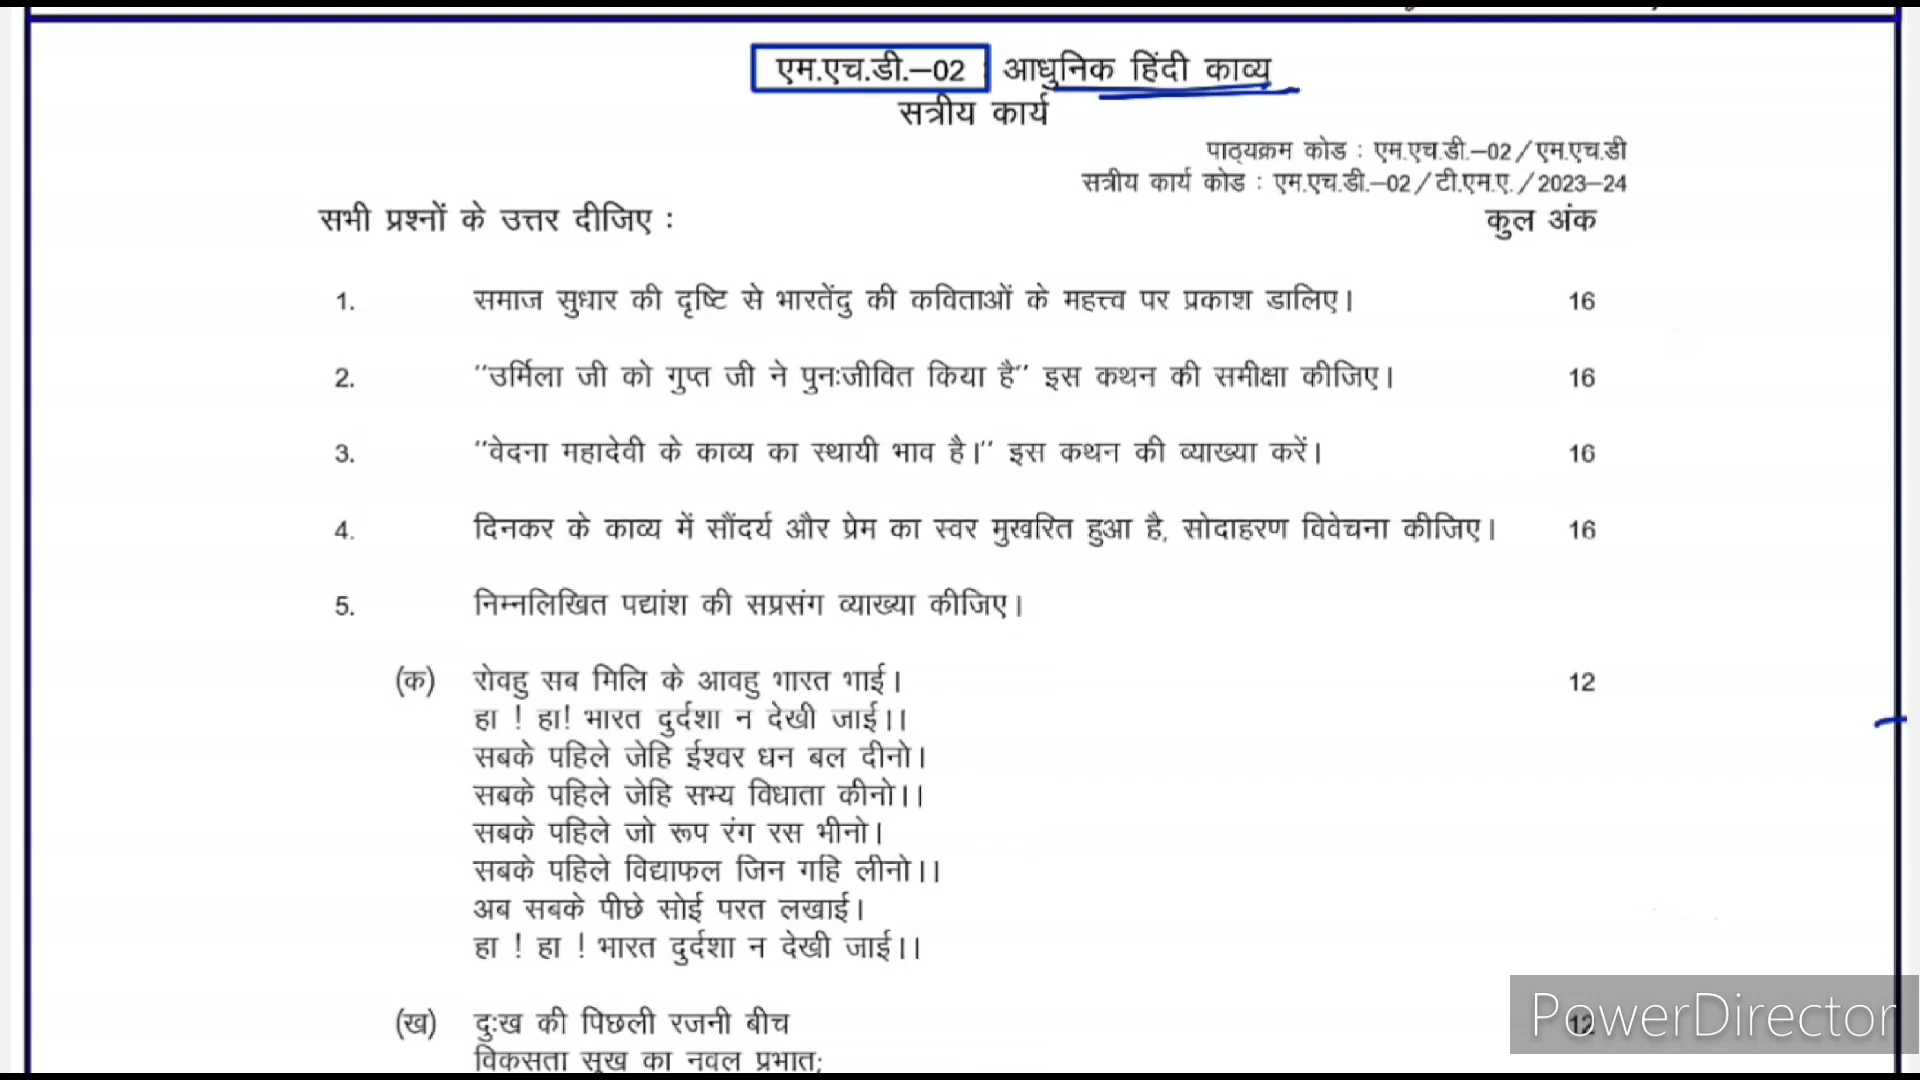 एम.एच.डी.–02 आधुनिक हिंदी काव्य
सत्रीय कार्य
पाठ्यक्रम कोड : एम.एच.डी.–02/एम.एच.डी
सत्रीय कार्य कोड : एम.एच.डी.–02/टी.एम.ए./2023–24
सभी प्रश्नों के उत्तर दीजिए : कुल अंक
1. समाज सुधार की दृष्टि से भारतेंदु की कविताओं के महत्त्व पर प्रकाश डालिए। 16
2. ''उर्मिला जी को गुप्त जी ने पुनःजीवित किया है'' इस कथन की समीक्षा कीजिए। 16
3. ''वेदना महादेवी के काव्य का स्थायी भाव है।'' इस कथन की व्याख्या करें। 16
4. दिनकर के काव्य में सौंदर्य और प्रेम का स्वर मुखरित हुआ है, सोदाहरण विवेचना कीजिए। 16
5. निम्नलिखित पद्यांश की सप्रसंग व्याख्या कीजिए।
(क) रोवहु सब मिलि के आवहु भारत भाई। 12
हा ! हा! भारत दुर्दशा न देखी जाई।।
सबके पहिले जेहि ईश्वर धन बल दीनो।
सबके पहिले जेहि सभ्य विधाता कीनो।।
सबके पहिले जो रूप रंग रस भीनो।
सबके पहिले विद्याफल जिन गहि लीनो।।
अब सबके पीछे सोई परत लखाई।
हा ! हा ! भारत दुर्दशा न देखी जाई।।
(ख) दुःख की पिछली रजनी बीच 12
विकसता सुख का नवल प्रभात;
PowerDirector